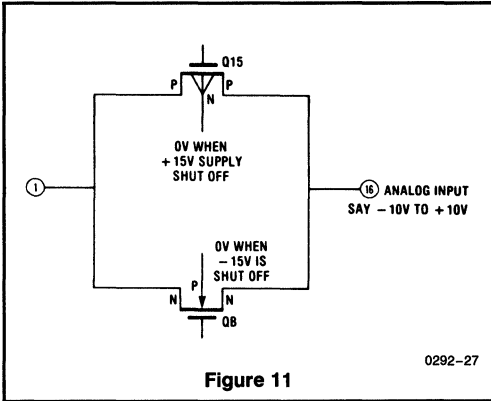 Q15
P
P
N
0V WHEN
+ 15V SUPPLY
SHUT OFF
1
16 ANALOG INPUT
SAY - 10V TO + 10V
0V WHEN
- 15V IS
SHUT OFF
P
N
N
Q8
0292-27
Figure 11